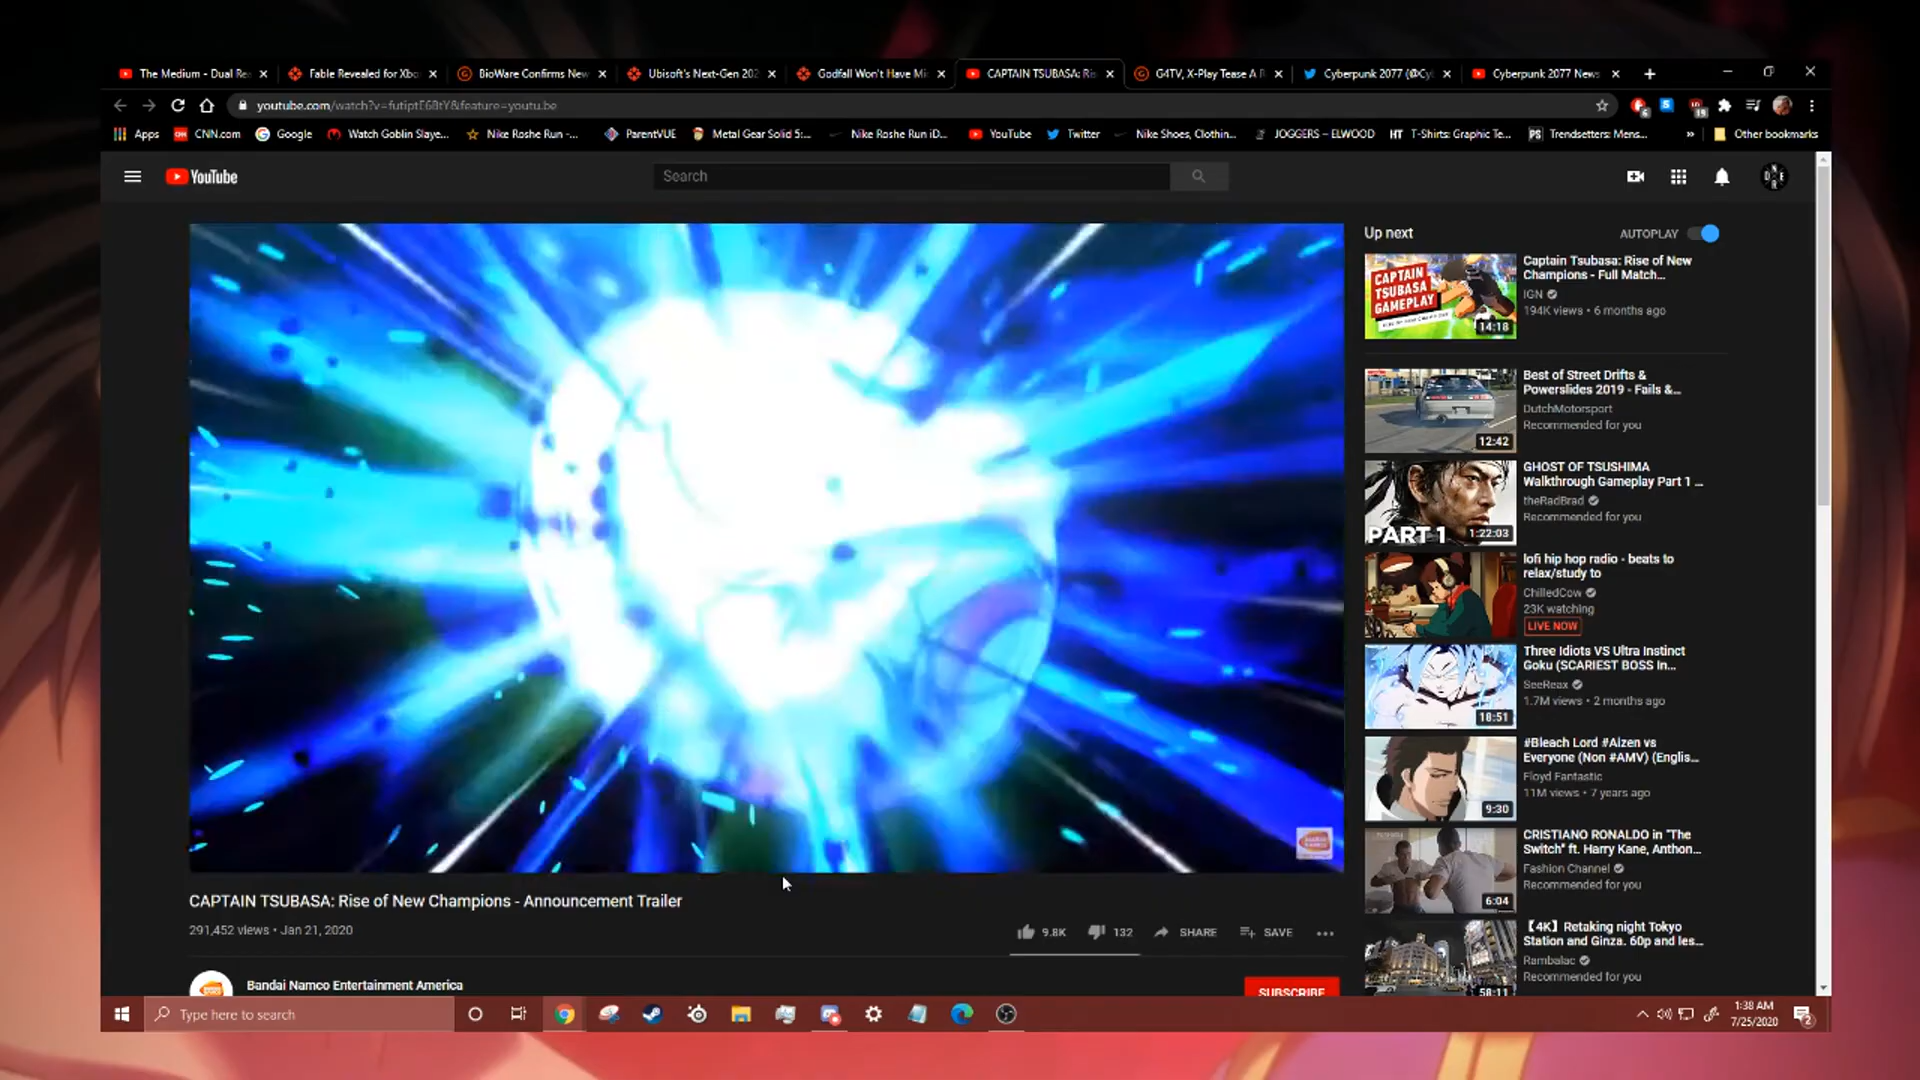 The Medium - Dual Re
Fable Revealed for Xbo
BioWare Confirms New
Ubisoft's Next-Gen 202
Godfall Won't Have Mi
CAPTAIN TSUBASA: Ris
G4TV, X-Play Tease A R
Cyberpunk 2077 (@Cy
Cyberpunk 2077 News
youtube.com/watch?v=futiptE6BtY&feature=youtu.be
Apps
CNN.com
Google
Watch Goblin Slaye...
Nike Roshe Run -...
ParentVUE
Metal Gear Solid 5:...
Nike Roshe Run iD...
YouTube
Twitter
Nike Shoes, Clothin...
JOGGERS – ELWOOD
HT T-Shirts: Graphic Te...
PS Trendsetters: Mens...
»
Other bookmarks
YouTube
Search
Up next
AUTOPLAY
CAPTAIN
TSUBASA
GAMEPLAY
14:18
Captain Tsubasa: Rise of New
Champions - Full Match...
IGN
194K views • 6 months ago
12:42
Best of Street Drifts &
Powerslides 2019 - Fails &...
DutchMotorsport
Recommended for you
PART 1
1:22:03
GHOST OF TSUSHIMA
Walkthrough Gameplay Part 1 ...
theRadBrad
Recommended for you
lofi hip hop radio - beats to
relax/study to
ChilledCow
23K watching
LIVE NOW
18:51
Three Idiots VS Ultra Instinct
Goku (SCARIEST BOSS In...
SeeReax
1.7M views • 2 months ago
9:30
#Bleach Lord #Aizen vs
Everyone (Non #AMV) (Englis...
Floyd Fantastic
11M views • 7 years ago
6:04
CRISTIANO RONALDO in "The
Switch" ft. Harry Kane, Anthon...
Fashion Channel
Recommended for you
58:11
【4K】Retaking night Tokyo
Station and Ginza. 60p and les...
Rambalac
Recommended for you
CAPTAIN TSUBASA: Rise of New Champions - Announcement Trailer
291,452 views • Jan 21, 2020
9.8K
132
SHARE
SAVE
Bandai Namco Entertainment America
SUBSCRIBE
Type here to search
1:38 AM
7/25/2020
2